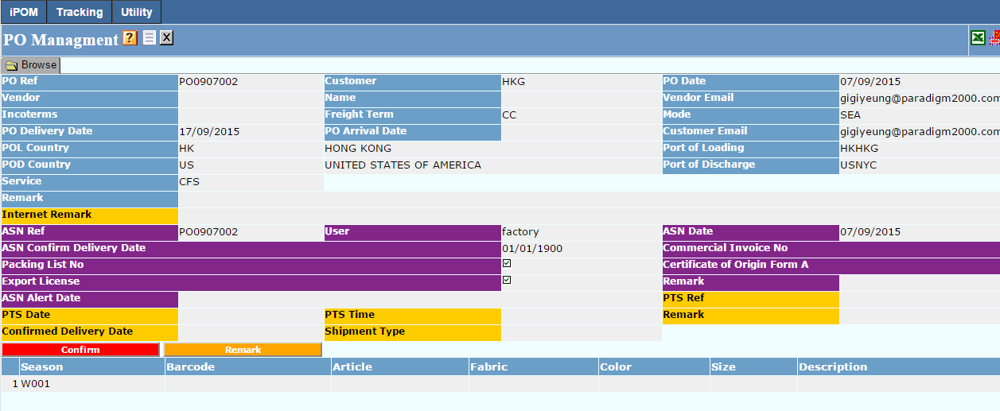 iPOM Tracking Utility
PO Managment ? X
Browse
PO Ref PO0907002 Customer HKG PO Date 07/09/2015
Vendor Name Vendor Email gigiyeung@paradigm2000.com
Incoterms Freight Term CC Mode SEA
PO Delivery Date 17/09/2015 PO Arrival Date Customer Email gigiyeung@paradigm2000.com
POL Country HK HONG KONG Port of Loading HKHKG
POD Country US UNITED STATES OF AMERICA Port of Discharge USNYC
Service CFS
Remark
Internet Remark
ASN Ref PO0907002 User factory ASN Date 07/09/2015
ASN Confirm Delivery Date 01/01/1900 Commercial Invoice No
Packing List No Certificate of Origin Form A
Export License Remark
ASN Alert Date PTS Ref
PTS Date PTS Time Remark
Confirmed Delivery Date Shipment Type
Confirm Remark
Season Barcode Article Fabric Color Size Description
1 W001